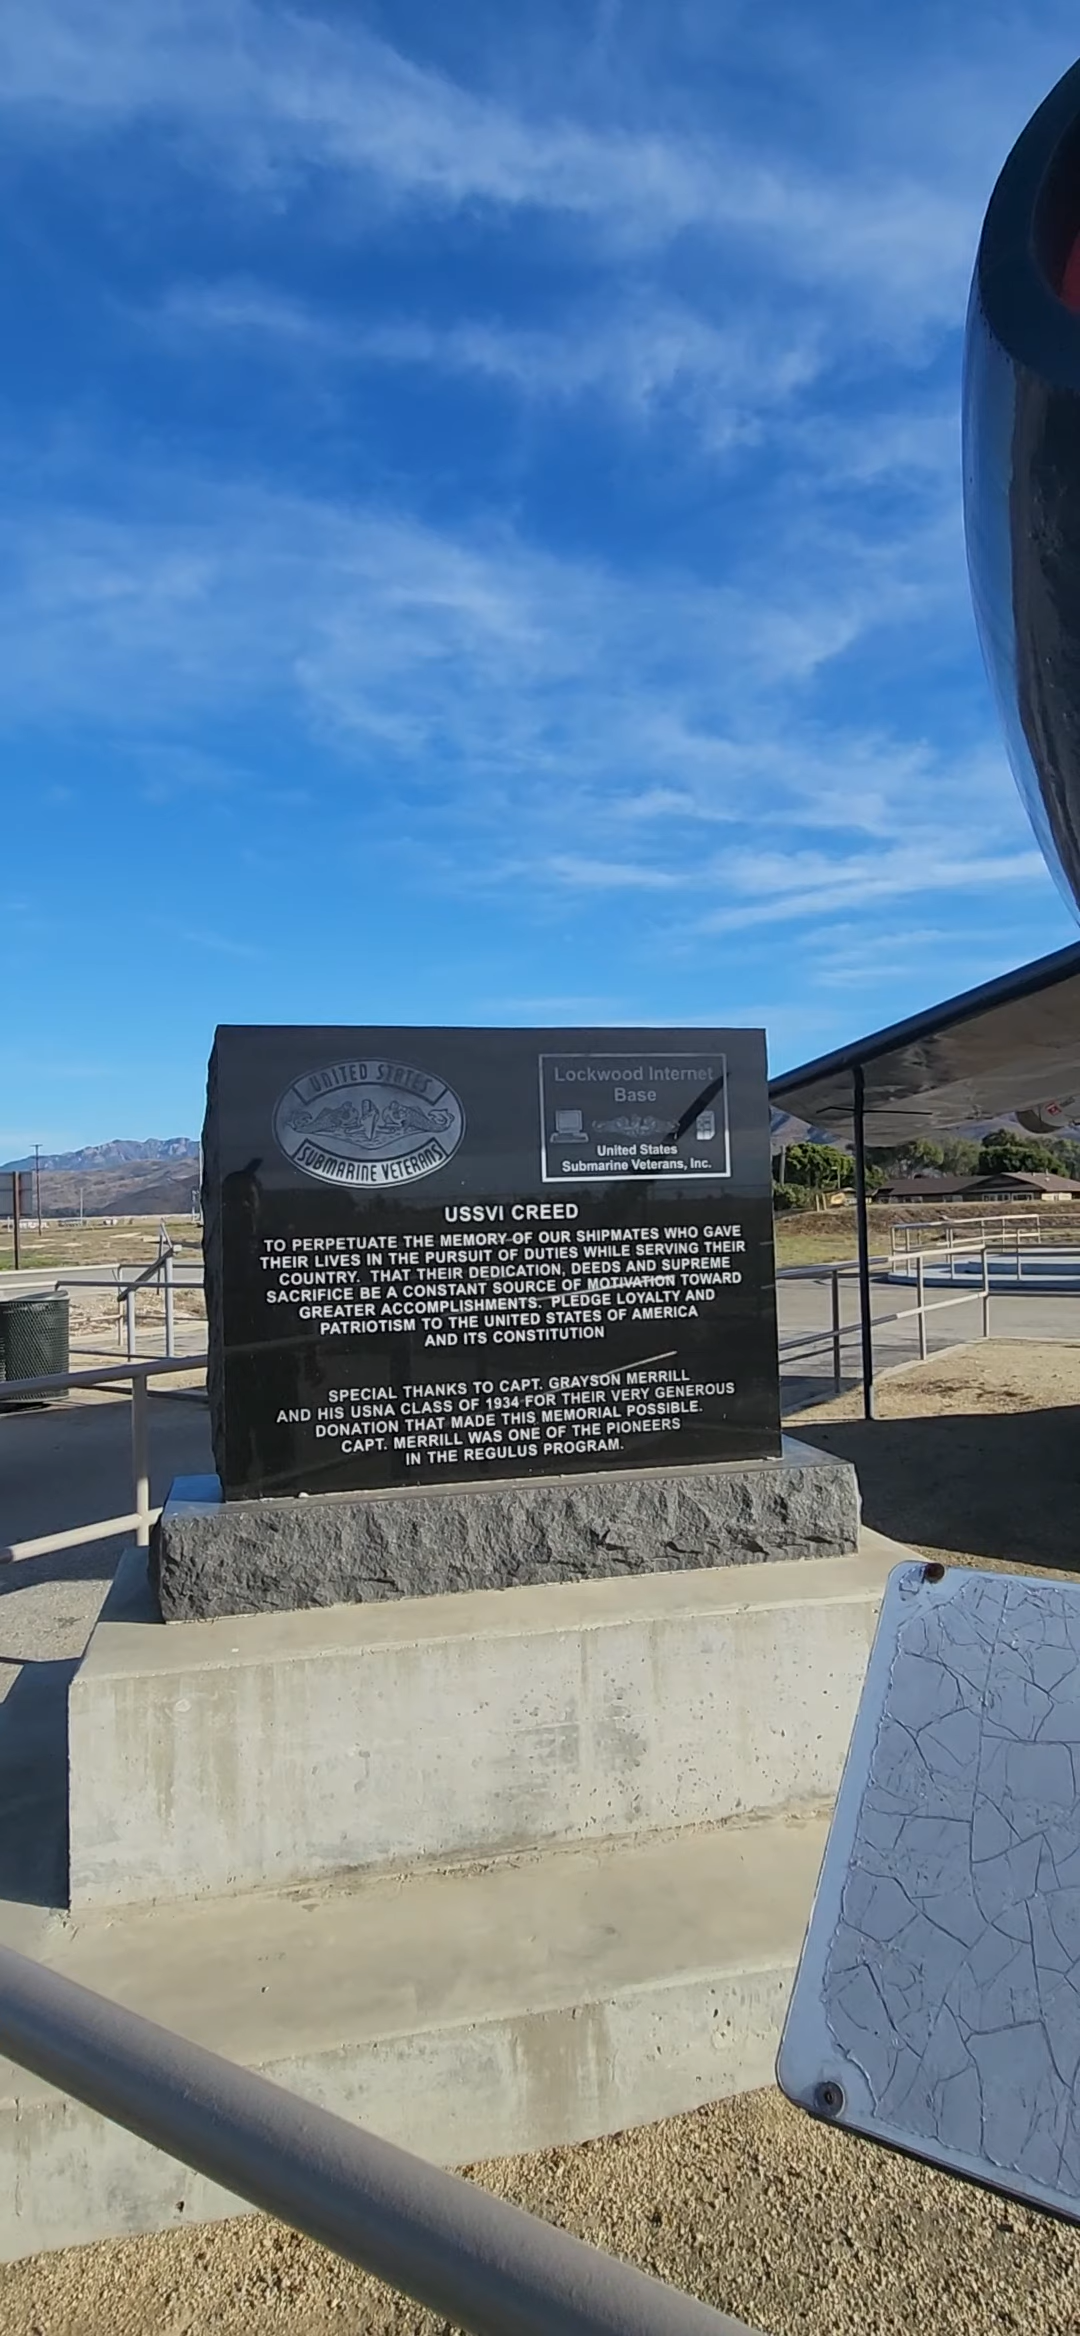 UNITED STATES
SUBMARINE VETERANS
Lockwood Internet
Base
United States
Submarine Veterans, Inc.
USSVI CREED
TO PERPETUATE THE MEMORY OF OUR SHIPMATES WHO GAVE
THEIR LIVES IN THE PURSUIT OF DUTIES WHILE SERVING THEIR
COUNTRY. THAT THEIR DEDICATION, DEEDS AND SUPREME
SACRIFICE BE A CONSTANT SOURCE OF MOTIVATION TOWARD
GREATER ACCOMPLISHMENTS. PLEDGE LOYALTY AND
PATRIOTISM TO THE UNITED STATES OF AMERICA
AND ITS CONSTITUTION
SPECIAL THANKS TO CAPT. GRAYSON MERRILL
AND HIS USNA CLASS OF 1934 FOR THEIR VERY GENEROUS
DONATION THAT MADE THIS MEMORIAL POSSIBLE.
CAPT. MERRILL WAS ONE OF THE PIONEERS
IN THE REGULUS PROGRAM.